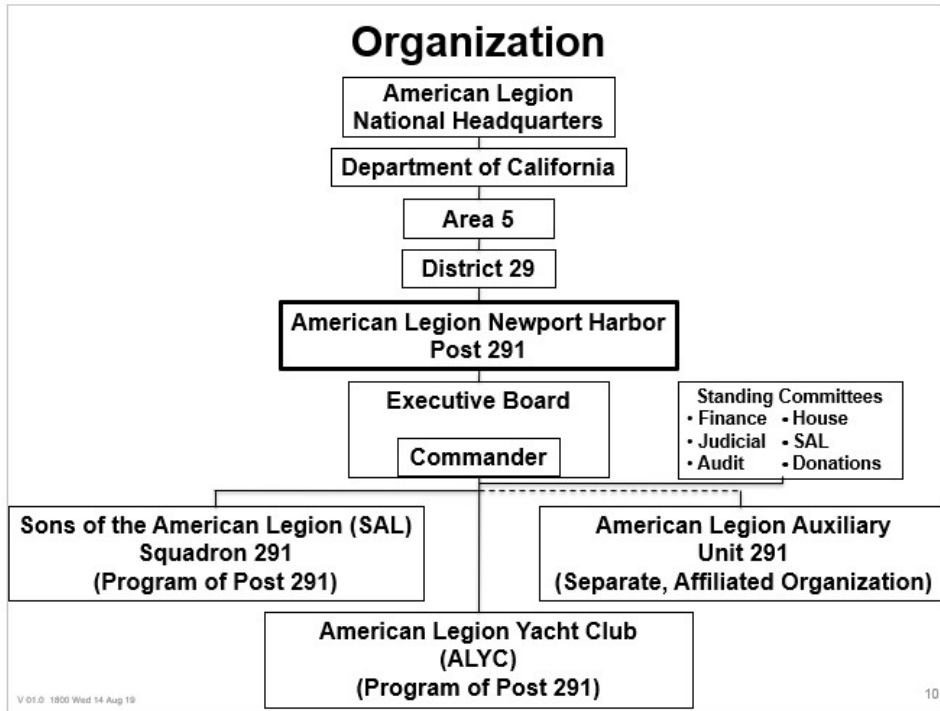 Organization
American Legion
National Headquarters
Department of California
Area 5
District 29
American Legion Newport Harbor
Post 291
Executive Board
Commander
Standing Committees
• Finance • House
• Judicial • SAL
• Audit • Donations
Sons of the American Legion (SAL)
Squadron 291
(Program of Post 291)
American Legion Auxiliary
Unit 291
(Separate, Affiliated Organization)
American Legion Yacht Club
(ALYC)
(Program of Post 291)
V 01.0 1800 Wed 14 Aug 19
10